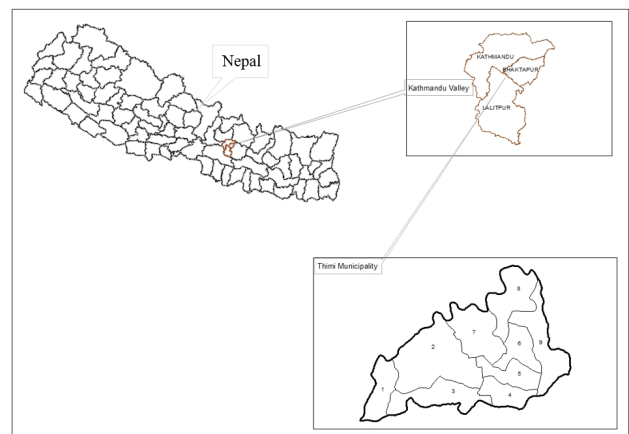 Nepal
KATHMANDU
BHAKTAPUR
Kathmandu Valley
LALITPUR
Thimi Municipality
8
7
2
6
9
5
1
3
4